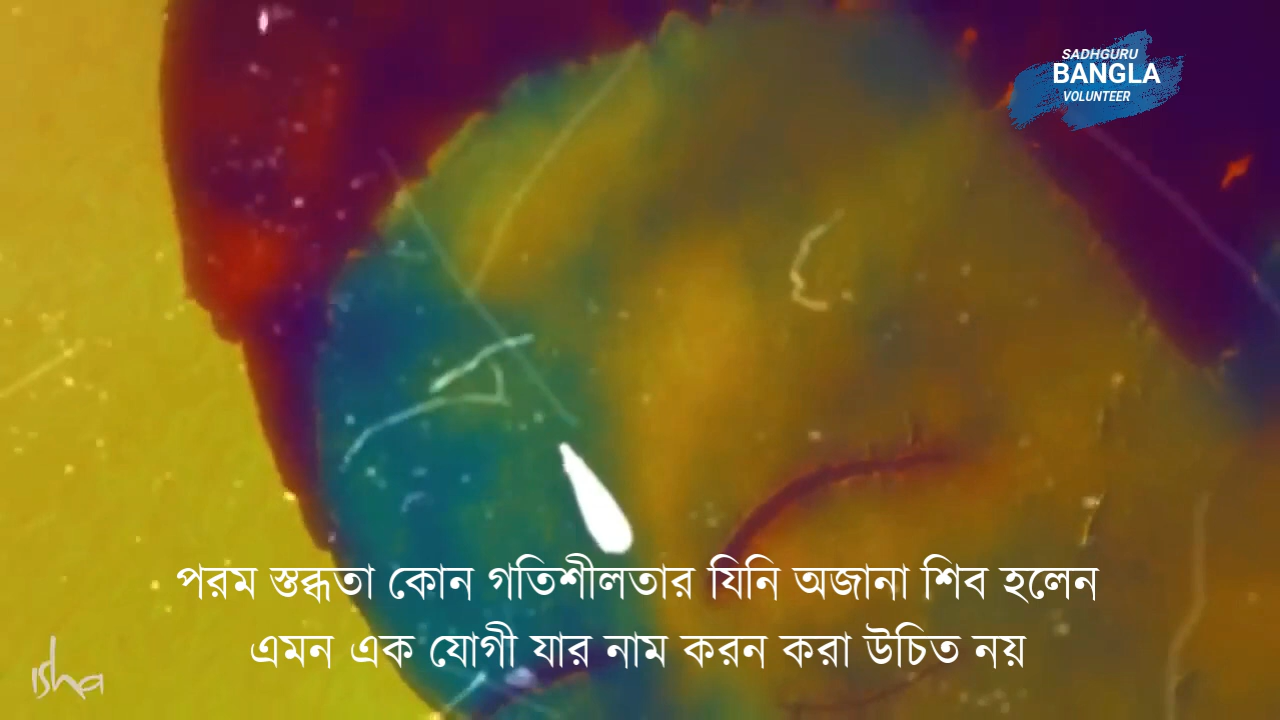 SADHGURU
BANGLA
VOLUNTEER
পরম স্তব্ধতা কোন গতিশীলতার যিনি অজানা শিব হলেন
এমন এক যোগী যার নাম করন করা উচিত নয়
isha